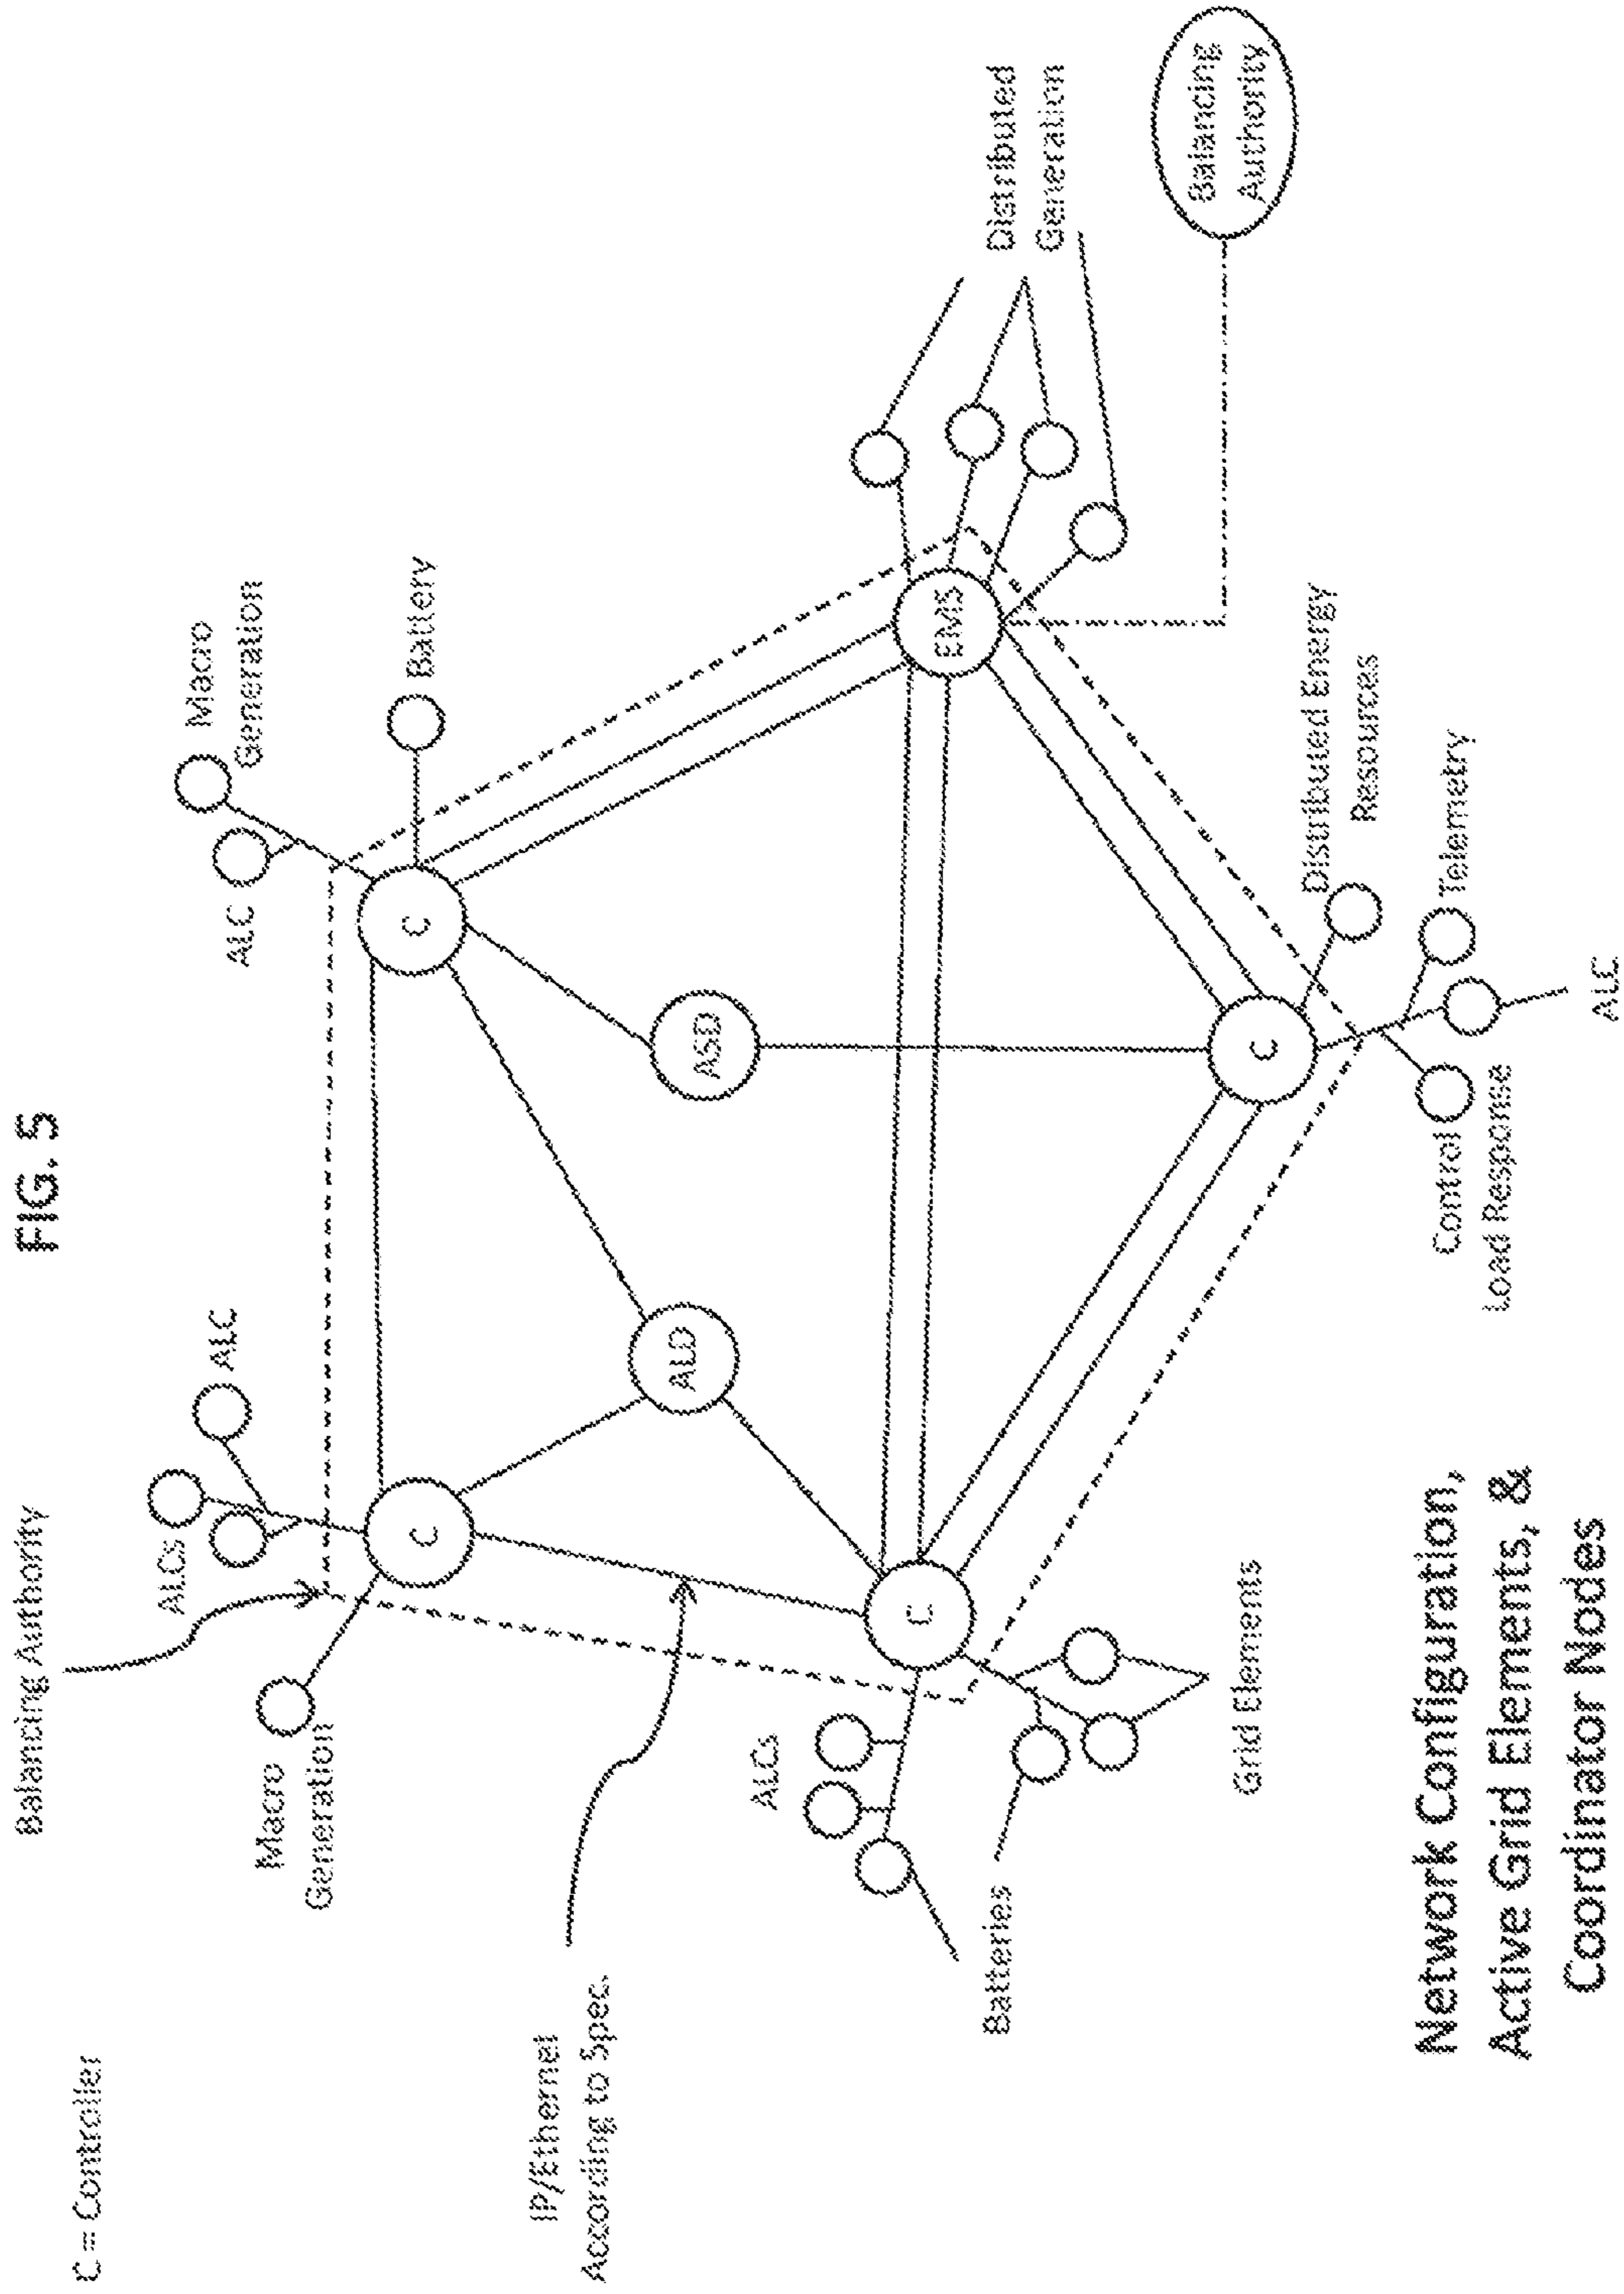 FIG. 5
C = Controller
Balancing Authority
ALCs
ALC
ALC
Macro
Generation
Macro
Generation
C
C
Battery
IP/Ethernet
According to Spec.
ALD
ASD
ALCs
C
EMS
Distributed
Generation
Batteries
Grid Elements
C
Balancing
Authority
Distributed Energy
Resources
Control
Load Response
Telemetry
ALC
Network Configuration,
Active Grid Elements, &
Coordinator Nodes